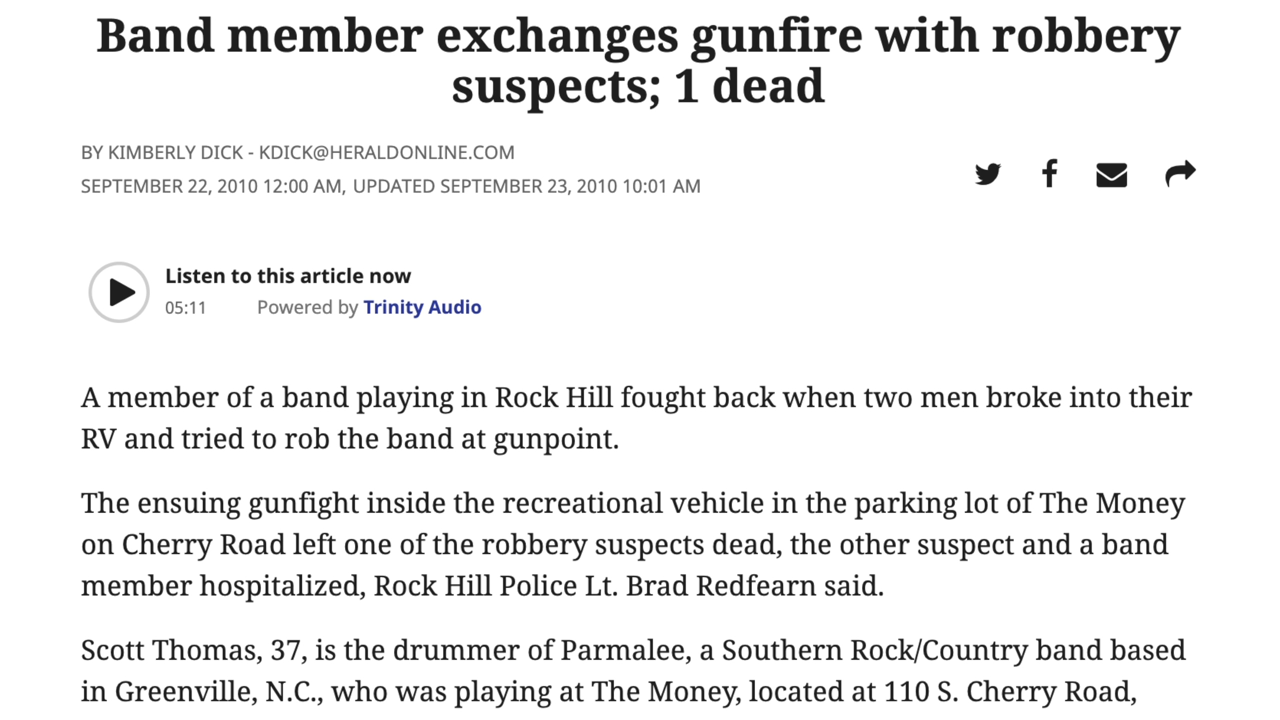 Band member exchanges gunfire with robbery
suspects; 1 dead
BY KIMBERLY DICK - KDICK@HERALDONLINE.COM
SEPTEMBER 22, 2010 12:00 AM, UPDATED SEPTEMBER 23, 2010 10:01 AM
Listen to this article now
05:11 Powered by Trinity Audio
A member of a band playing in Rock Hill fought back when two men broke into their
RV and tried to rob the band at gunpoint.
The ensuing gunfight inside the recreational vehicle in the parking lot of The Money
on Cherry Road left one of the robbery suspects dead, the other suspect and a band
member hospitalized, Rock Hill Police Lt. Brad Redfearn said.
Scott Thomas, 37, is the drummer of Parmalee, a Southern Rock/Country band based
in Greenville, N.C., who was playing at The Money, located at 110 S. Cherry Road,